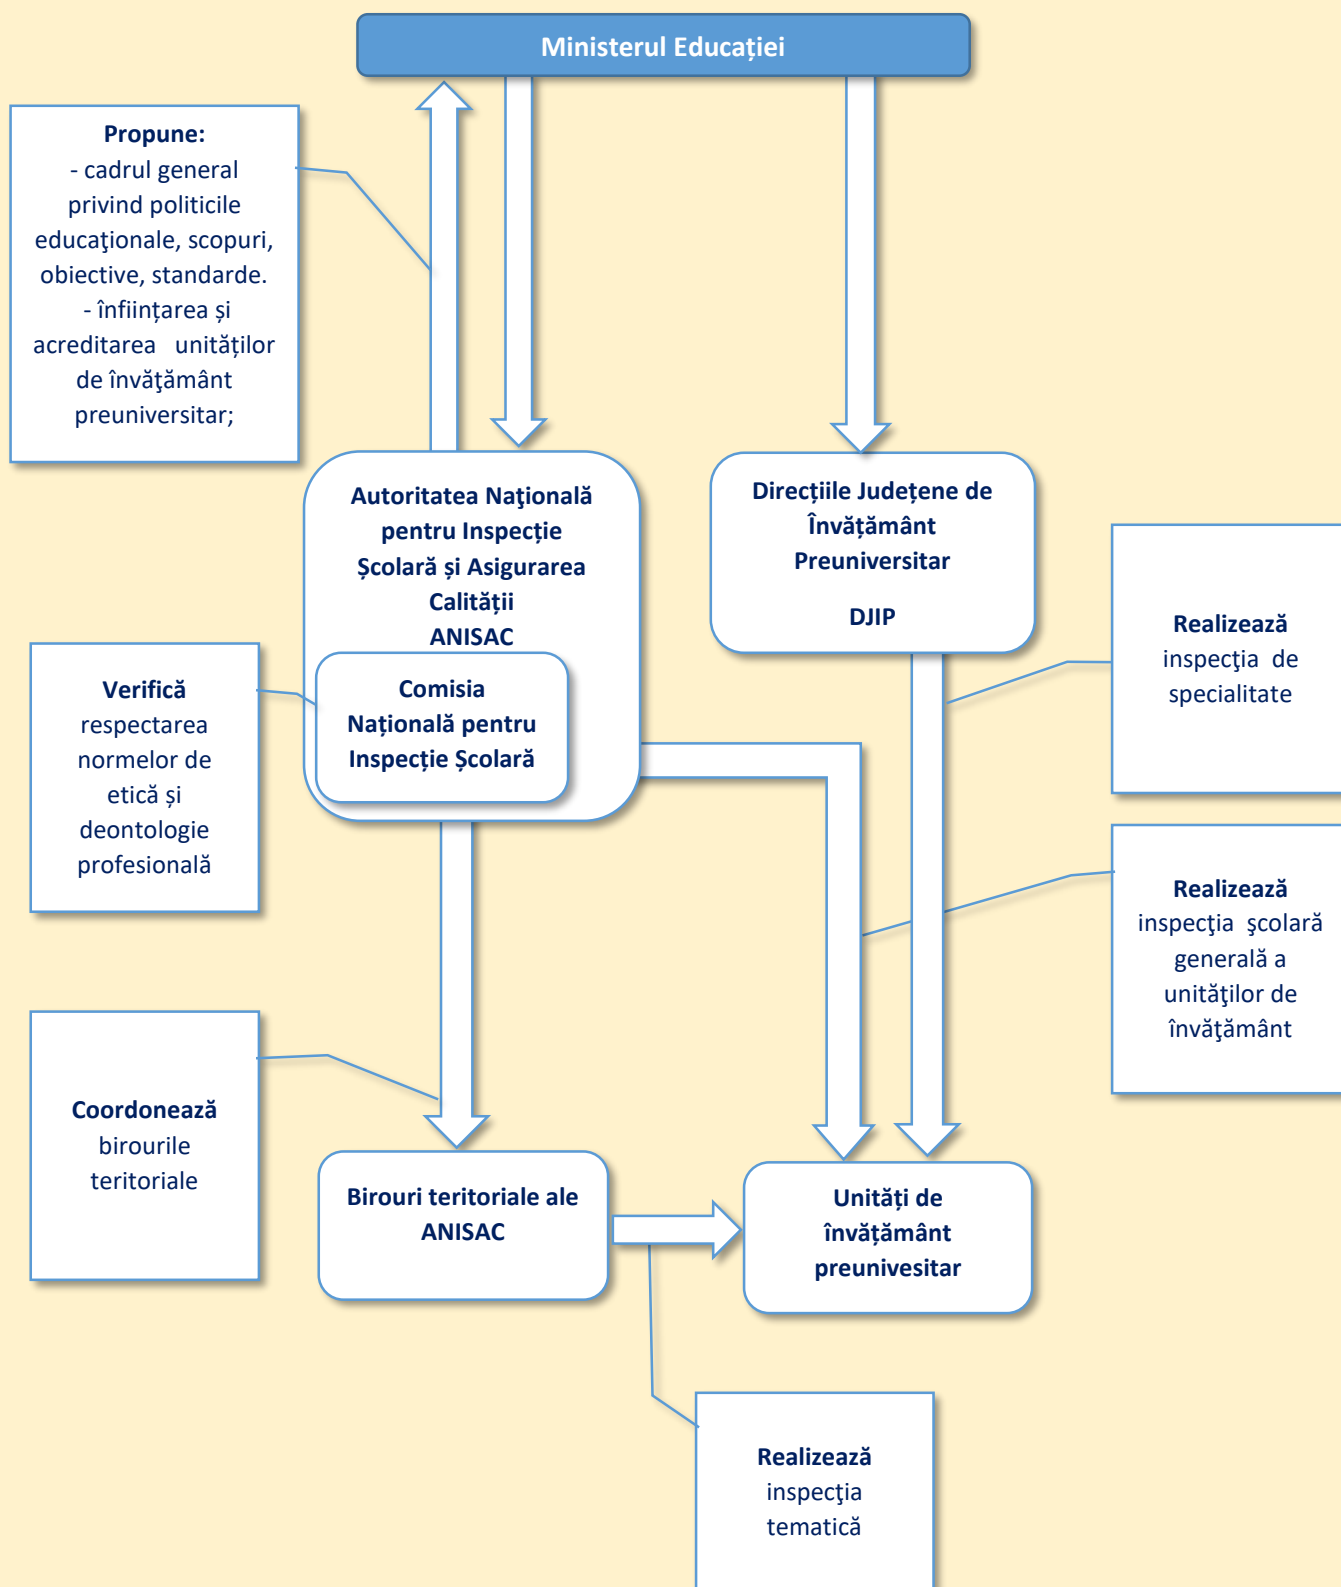 Ministerul Educației
Propune:
- cadrul general
privind politicile
educaţionale, scopuri,
obiective, standarde.
- înființarea și
acreditarea unităților
de învăţământ
preuniversitar;
Autoritatea Naţională
pentru Inspecție
Școlară și Asigurarea
Calității
ANISAC
Direcțiile Județene de
Învățământ
Preuniversitar
DJIP
Realizează
inspecţia de
specialitate
Verifică
respectarea
normelor de
etică și
deontologie
profesională
Comisia
Națională pentru
Inspecție Școlară
Realizează
inspecţia şcolară
generală a
unităţilor de
învăţământ
Coordonează
birourile
teritoriale
Birouri teritoriale ale
ANISAC
Unități de
învățământ
preunivesitar
Realizează
inspecţia
tematică